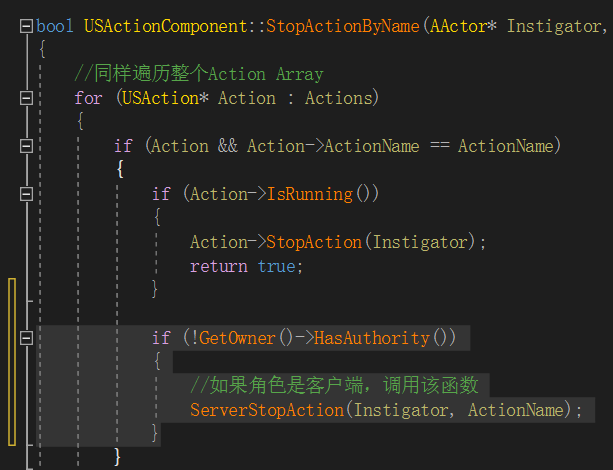 bool USActionComponent::StopActionByName(AActor* Instigator,
{
//同样遍历整个Action Array
for (USAction* Action : Actions)
{
if (Action && Action->ActionName == ActionName)
{
if (Action->IsRunning())
{
Action->StopAction(Instigator);
return true;
}
if (!GetOwner()->HasAuthority())
{
//如果角色是客户端，调用该函数
ServerStopAction(Instigator, ActionName);
}
}